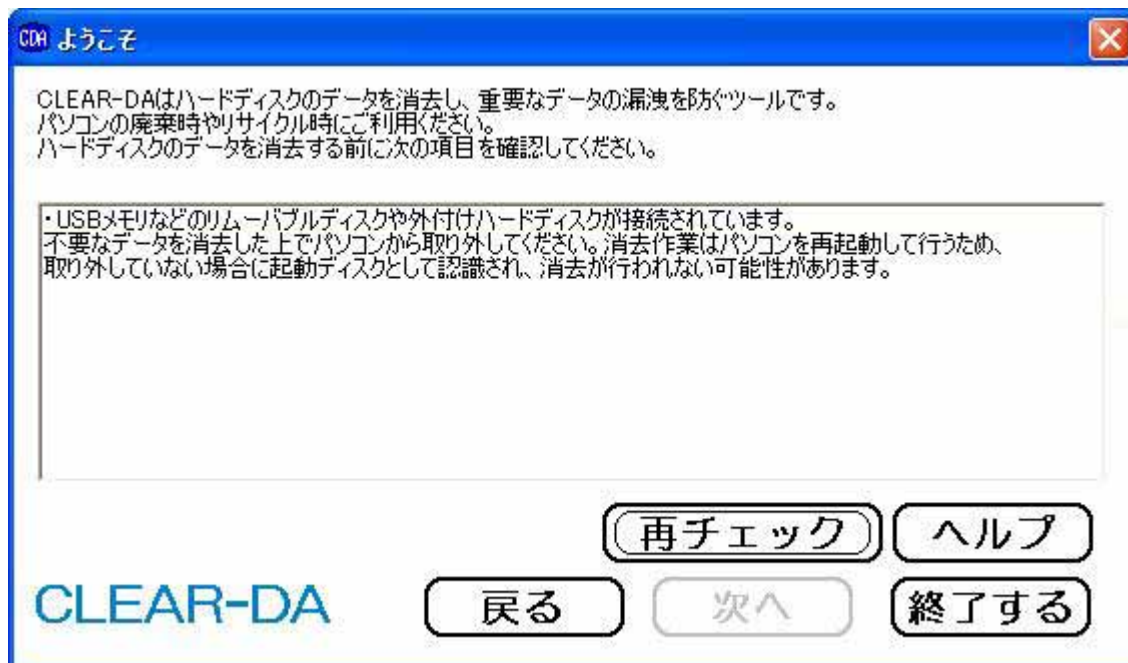 CDA ようこそ
CLEAR-DAはハードディスクのデータを消去し、重要なデータの漏洩を防ぐツールです。
パソコンの廃棄時やリサイクル時にご利用ください。
ハードディスクのデータを消去する前に次の項目を確認してください。
・USBメモリなどのリムーバブルディスクや外付けハードディスクが接続されています。
不要なデータを消去した上でパソコンから取り外してください。消去作業はパソコンを再起動して行うため、
取り外していない場合に起動ディスクとして認識され、消去が行われない可能性があります。
再チェック ヘルプ
CLEAR-DA 戻る 次へ 終了する